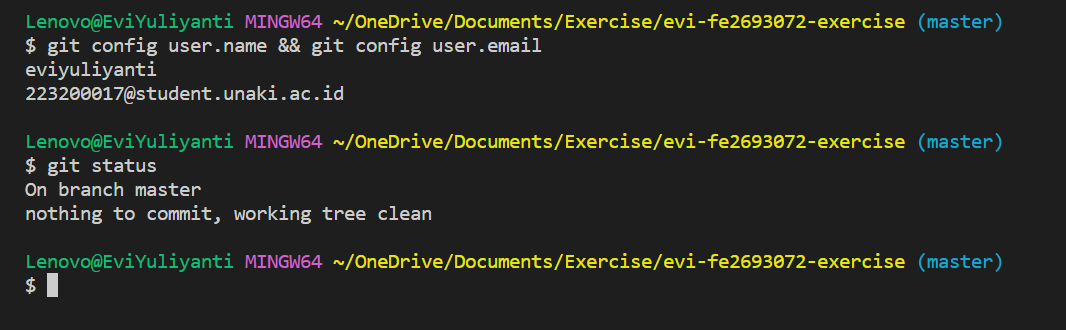 Lenovo@EviYuliyanti MINGW64 ~/OneDrive/Documents/Exercise/evi-fe2693072-exercise (master)
$ git config user.name && git config user.email
eviyuliyanti
223200017@student.unaki.ac.id
Lenovo@EviYuliyanti MINGW64 ~/OneDrive/Documents/Exercise/evi-fe2693072-exercise (master)
$ git status
On branch master
nothing to commit, working tree clean
Lenovo@EviYuliyanti MINGW64 ~/OneDrive/Documents/Exercise/evi-fe2693072-exercise (master)
$